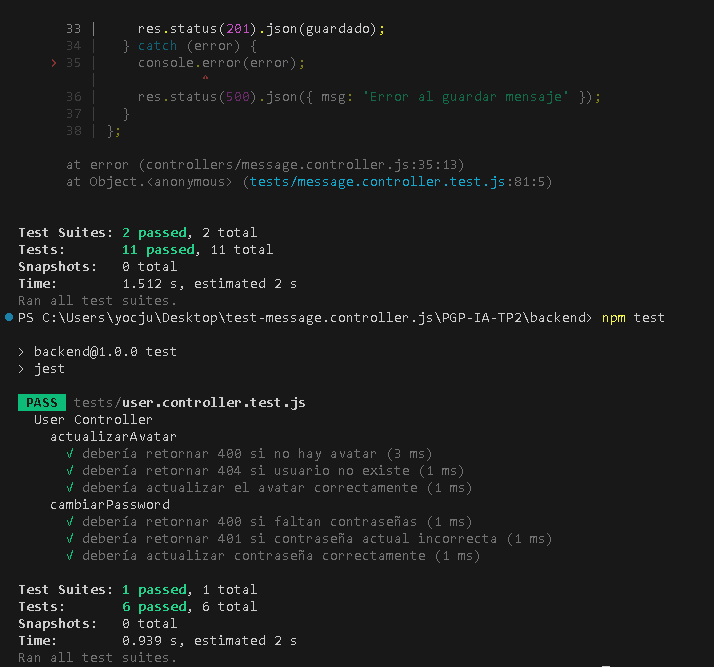 33 |     res.status(201).json(guardado);
34 |   } catch (error) {
> 35 |     console.error(error);
|             ^
36 |     res.status(500).json({ msg: 'Error al guardar mensaje' });
37 |   }
38 | };
at error (controllers/message.controller.js:35:13)
at Object.<anonymous> (tests/message.controller.test.js:81:5)
Test Suites: 2 passed, 2 total
Tests:       11 passed, 11 total
Snapshots:   0 total
Time:        1.512 s, estimated 2 s
Ran all test suites.
PS C:\Users\yocju\Desktop\test-message.controller.js\PGP-IA-TP2\backend> npm test
> backend@1.0.0 test
> jest
PASS tests/user.controller.test.js
User Controller
actualizarAvatar
√ debería retornar 400 si no hay avatar (3 ms)
√ debería retornar 404 si usuario no existe (1 ms)
√ debería actualizar el avatar correctamente (1 ms)
cambiarPassword
√ debería retornar 400 si faltan contraseñas (1 ms)
√ debería retornar 401 si contraseña actual incorrecta (1 ms)
√ debería actualizar contraseña correctamente (1 ms)
Test Suites: 1 passed, 1 total
Tests:       6 passed, 6 total
Snapshots:   0 total
Time:        0.939 s, estimated 2 s
Ran all test suites.